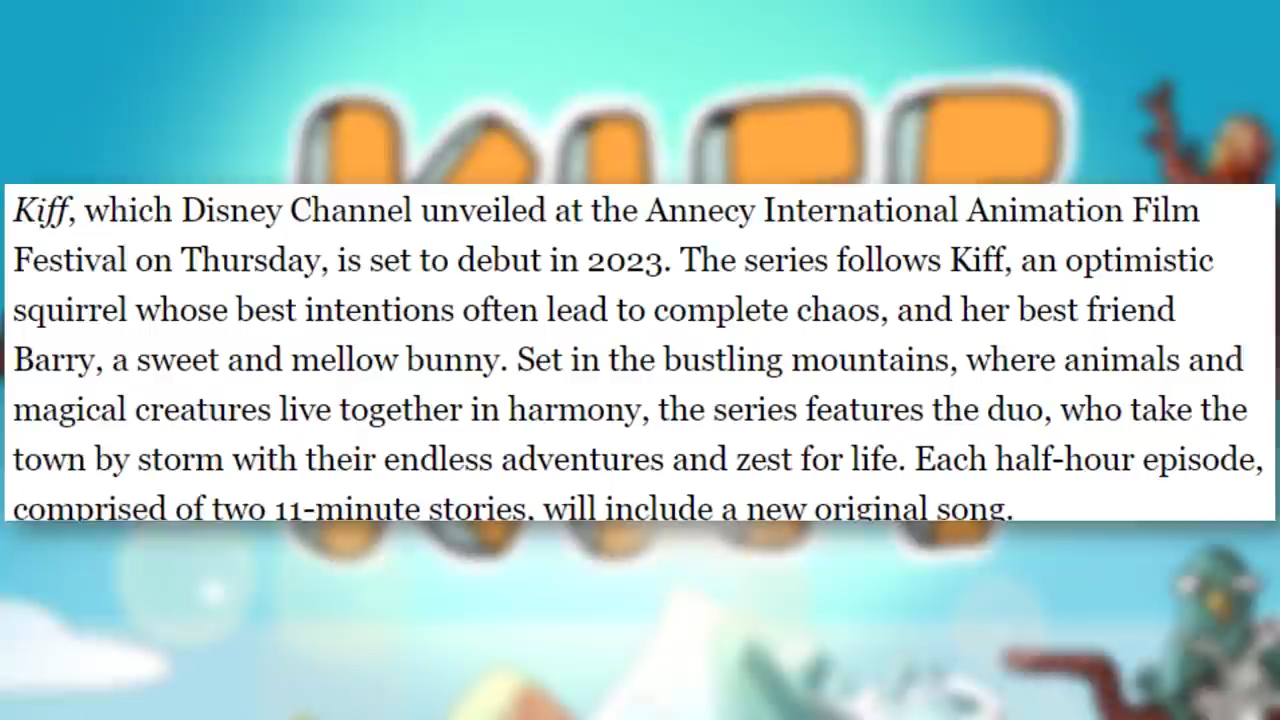 KIFF
Kiff, which Disney Channel unveiled at the Annecy International Animation Film
Festival on Thursday, is set to debut in 2023. The series follows Kiff, an optimistic
squirrel whose best intentions often lead to complete chaos, and her best friend
Barry, a sweet and mellow bunny. Set in the bustling mountains, where animals and
magical creatures live together in harmony, the series features the duo, who take the
town by storm with their endless adventures and zest for life. Each half-hour episode,
comprised of two 11-minute stories, will include a new original song.